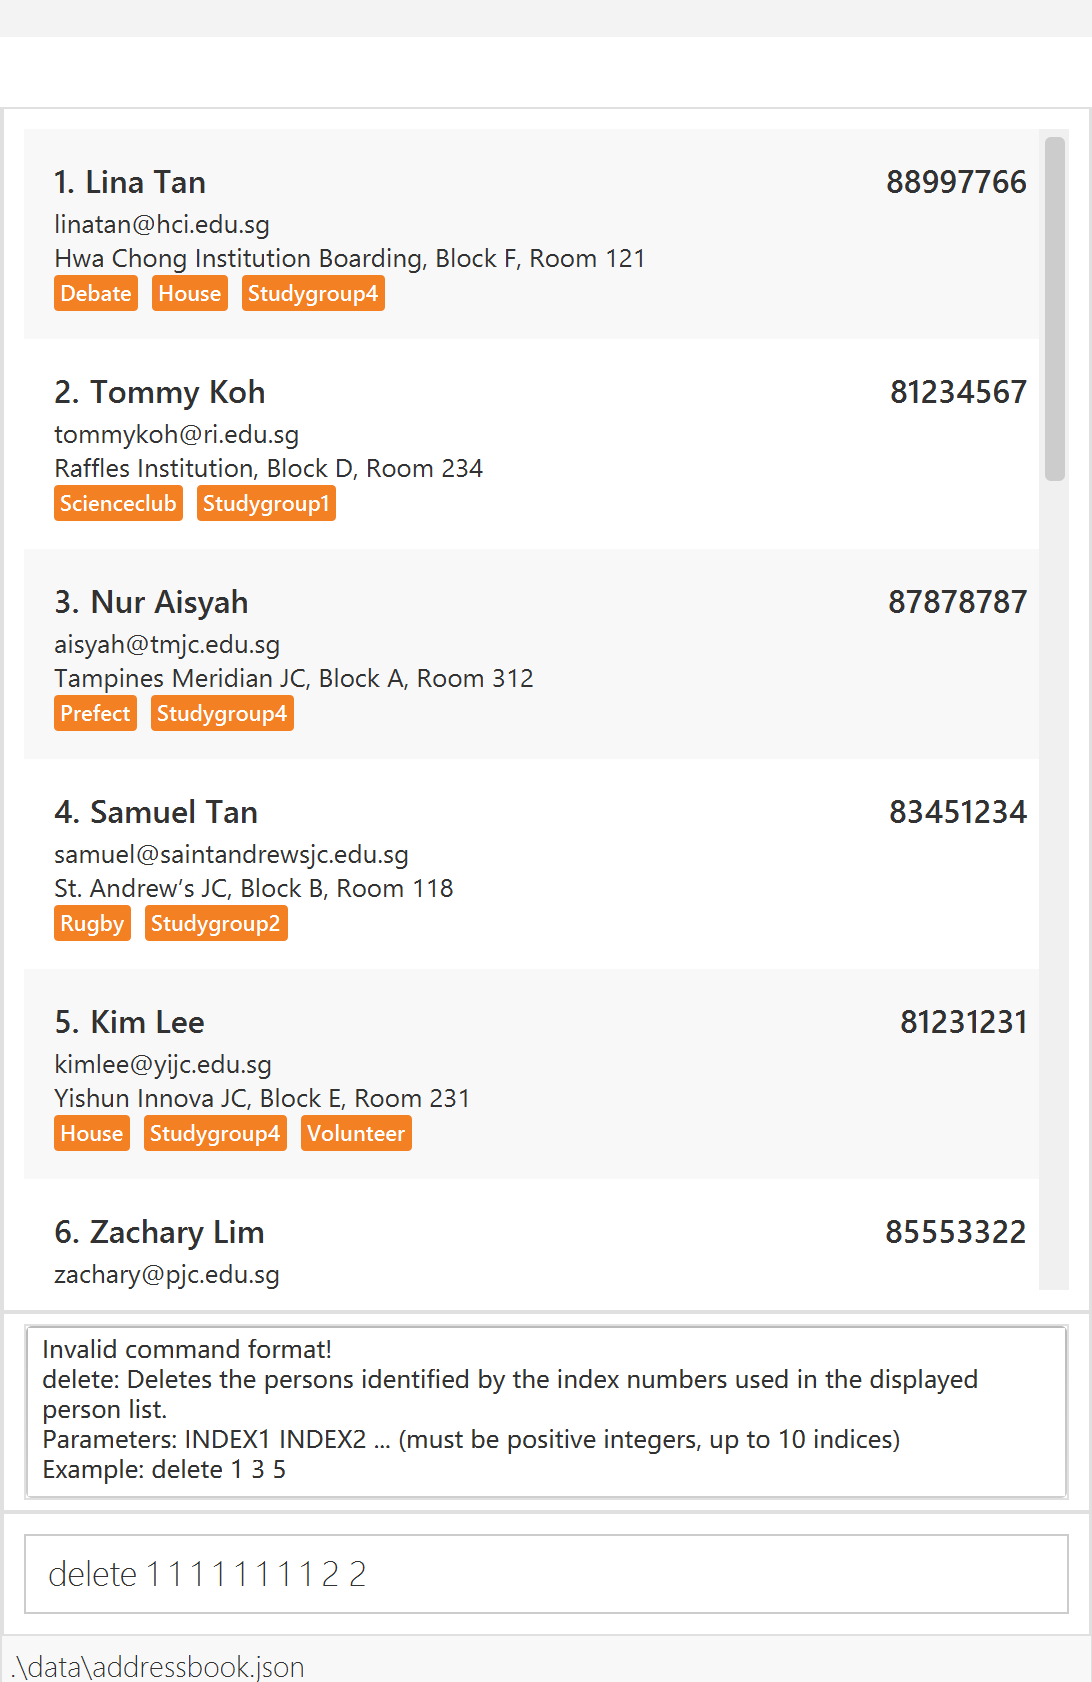 1. Lina Tan 88997766
linatan@hci.edu.sg
Hwa Chong Institution Boarding, Block F, Room 121
Debate House Studygroup4
2. Tommy Koh 81234567
tommykoh@ri.edu.sg
Raffles Institution, Block D, Room 234
Scienceclub Studygroup1
3. Nur Aisyah 87878787
aisyah@tmjc.edu.sg
Tampines Meridian JC, Block A, Room 312
Prefect Studygroup4
4. Samuel Tan 83451234
samuel@saintandrewsjc.edu.sg
St. Andrew’s JC, Block B, Room 118
Rugby Studygroup2
5. Kim Lee 81231231
kimlee@yijc.edu.sg
Yishun Innova JC, Block E, Room 231
House Studygroup4 Volunteer
6. Zachary Lim 85553322
zachary@pjc.edu.sg
Invalid command format!
delete: Deletes the persons identified by the index numbers used in the displayed
person list.
Parameters: INDEX1 INDEX2 ... (must be positive integers, up to 10 indices)
Example: delete 1 3 5
delete 1 1 1 1 1 1 1 1 2 2
.\data\addressbook.json